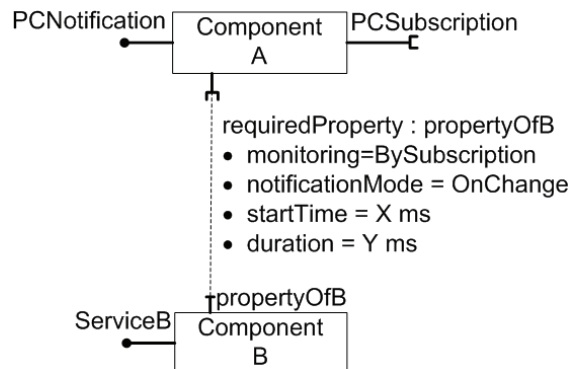 PCNotification
Component
A
PCSubscription
requiredProperty : propertyOfB
• monitoring=BySubscription
• notificationMode = OnChange
• startTime = X ms
• duration = Y ms
propertyOfB
ServiceB
Component
B